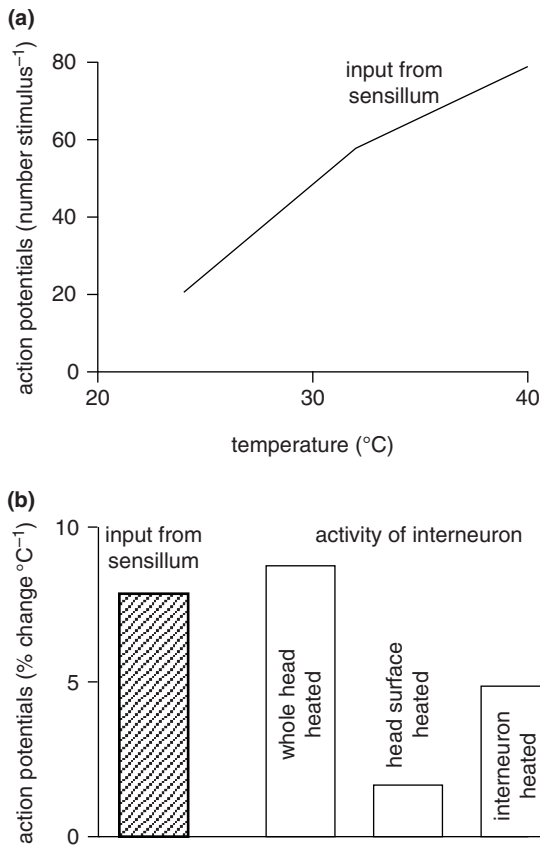 (a)
action potentials (number stimulus⁻¹)
80
60
40
20
0
input from
sensillum
20
30
40
temperature (°C)
(b)
action potentials (% change °C⁻¹)
10
5
0
input from
sensillum
activity of interneuron
whole head
heated
head surface
heated
interneuron
heated